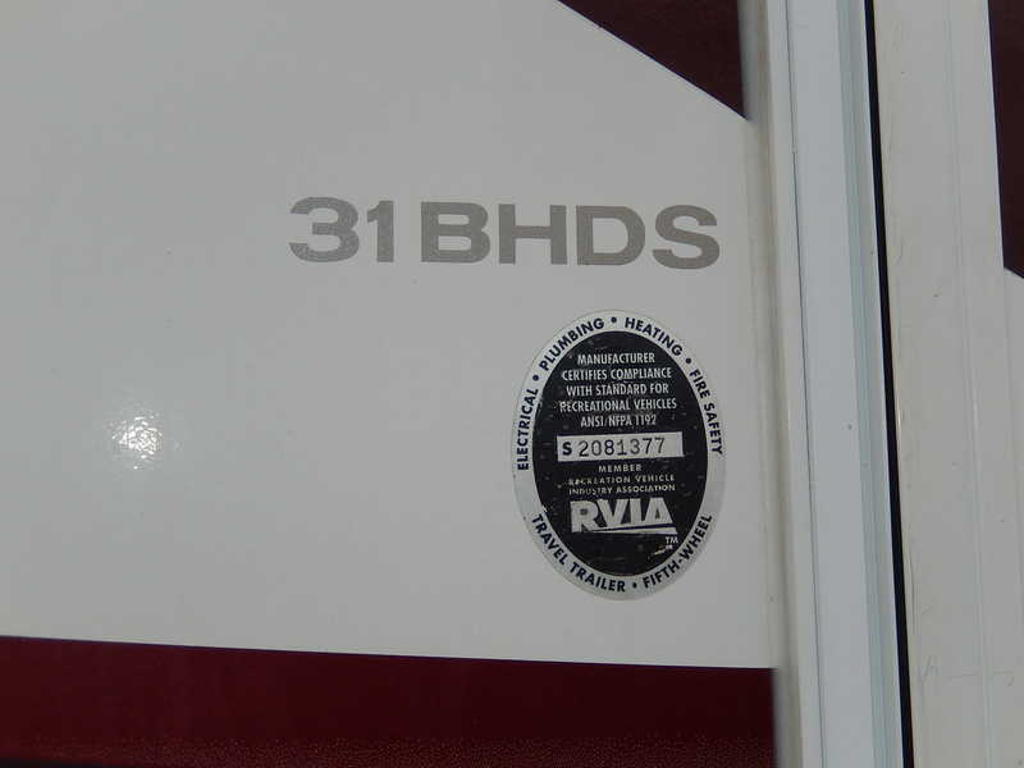 31BHDS
ELECTRICAL • PLUMBING • HEATING • FIRE SAFETY
MANUFACTURER
CERTIFIES COMPLIANCE
WITH STANDARD FOR
RECREATIONAL VEHICLES
ANSI/NFPA 1192
S 2081377
MEMBER
RECREATION VEHICLE
INDUSTRY ASSOCIATION
RVIA
TM
TRAVEL TRAILER • FIFTH-WHEEL